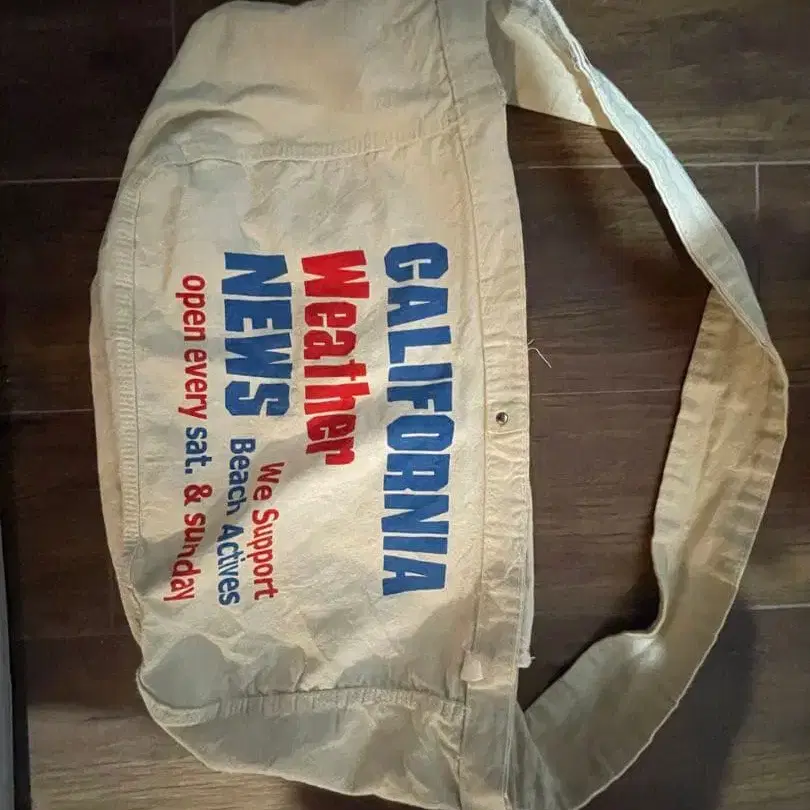 CALIFORNIA
Weather
NEWS
We Support
Beach Actives
open every sat. & sunday